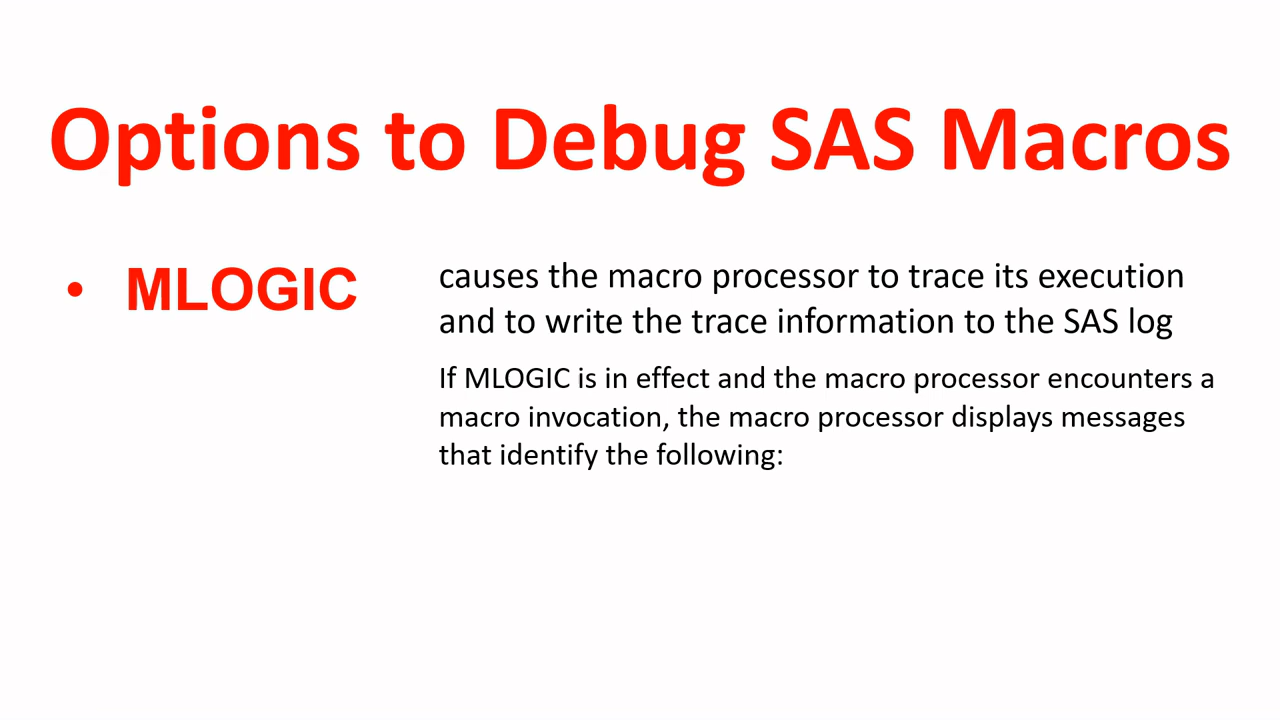 Options to Debug SAS Macros
• MLOGIC
causes the macro processor to trace its execution
and to write the trace information to the SAS log
If MLOGIC is in effect and the macro processor encounters a
macro invocation, the macro processor displays messages
that identify the following: